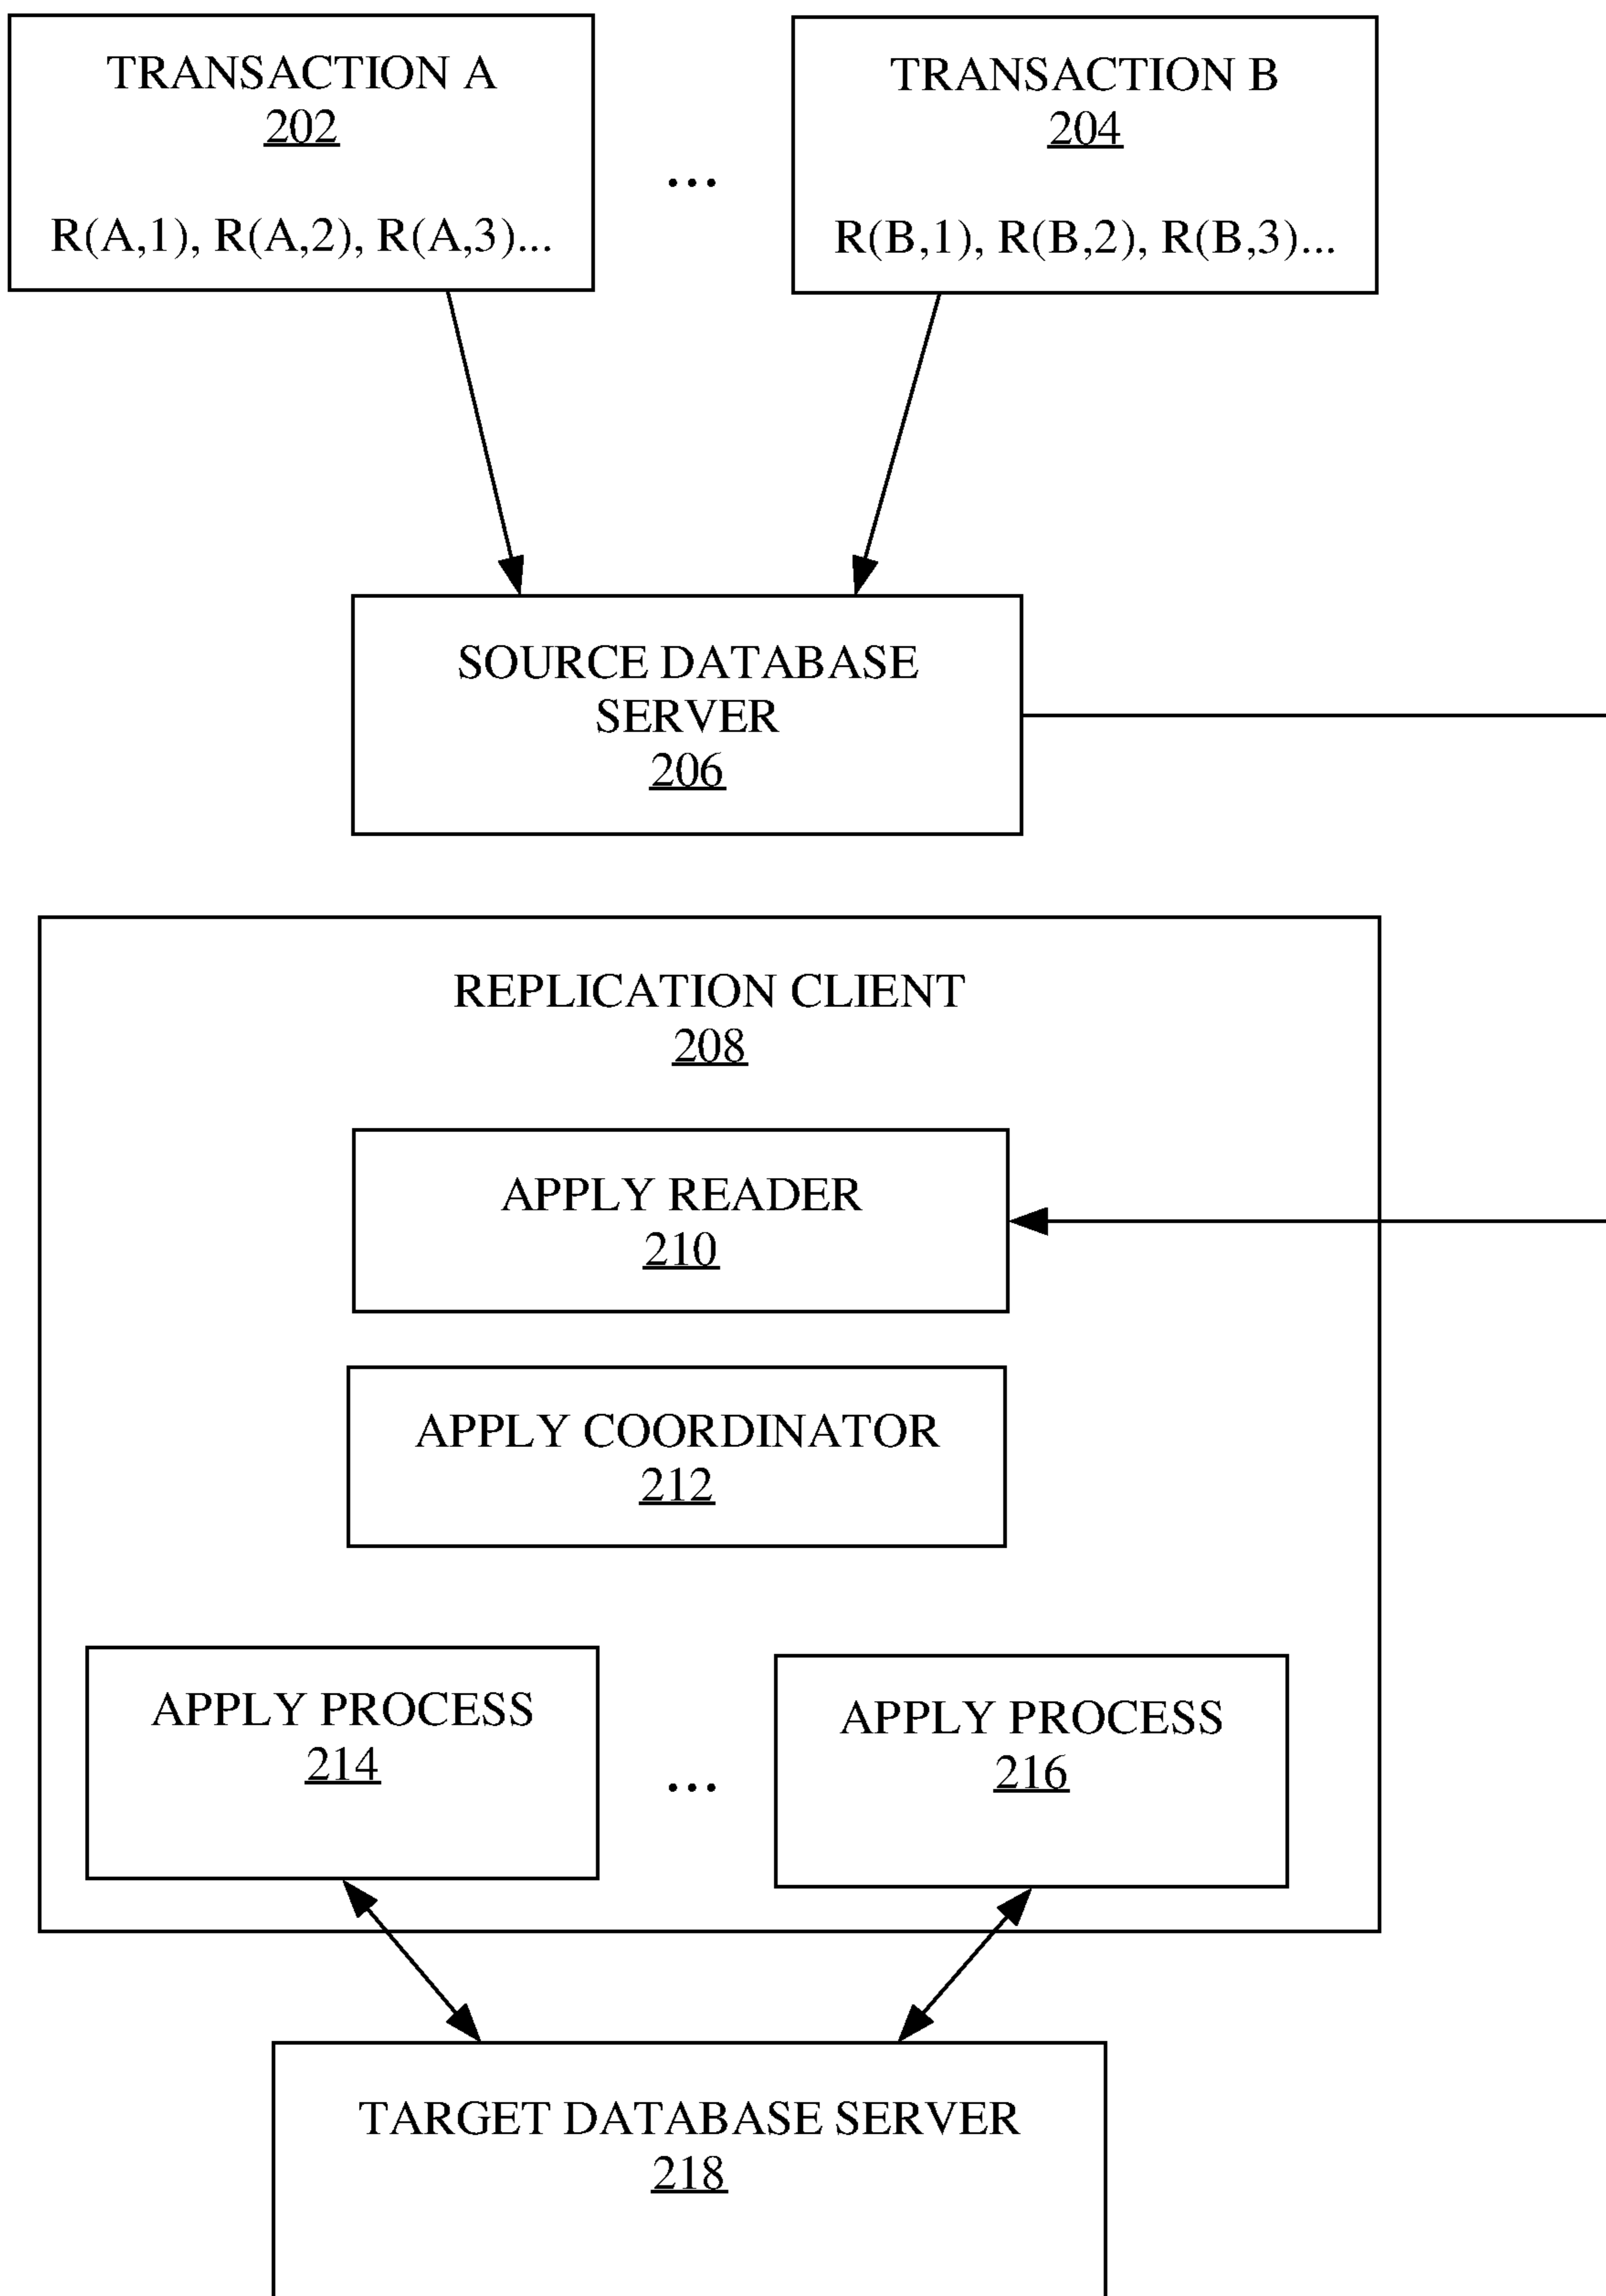 TRANSACTION A
202
R(A,1), R(A,2), R(A,3)...
...
TRANSACTION B
204
R(B,1), R(B,2), R(B,3)...
SOURCE DATABASE
SERVER
206
REPLICATION CLIENT
208
APPLY READER
210
APPLY COORDINATOR
212
APPLY PROCESS
214
...
APPLY PROCESS
216
TARGET DATABASE SERVER
218